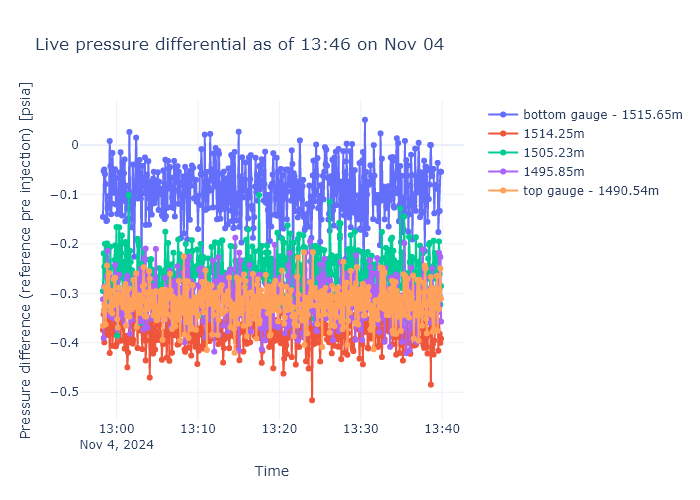 Live pressure differential as of 13:46 on Nov 04
Pressure difference (reference pre injection) [psia]
0
−0.1
−0.2
−0.3
−0.4
−0.5
13:00
Nov 4, 2024
13:10
13:20
13:30
13:40
Time
bottom gauge - 1515.65m
1514.25m
1505.23m
1495.85m
top gauge - 1490.54m